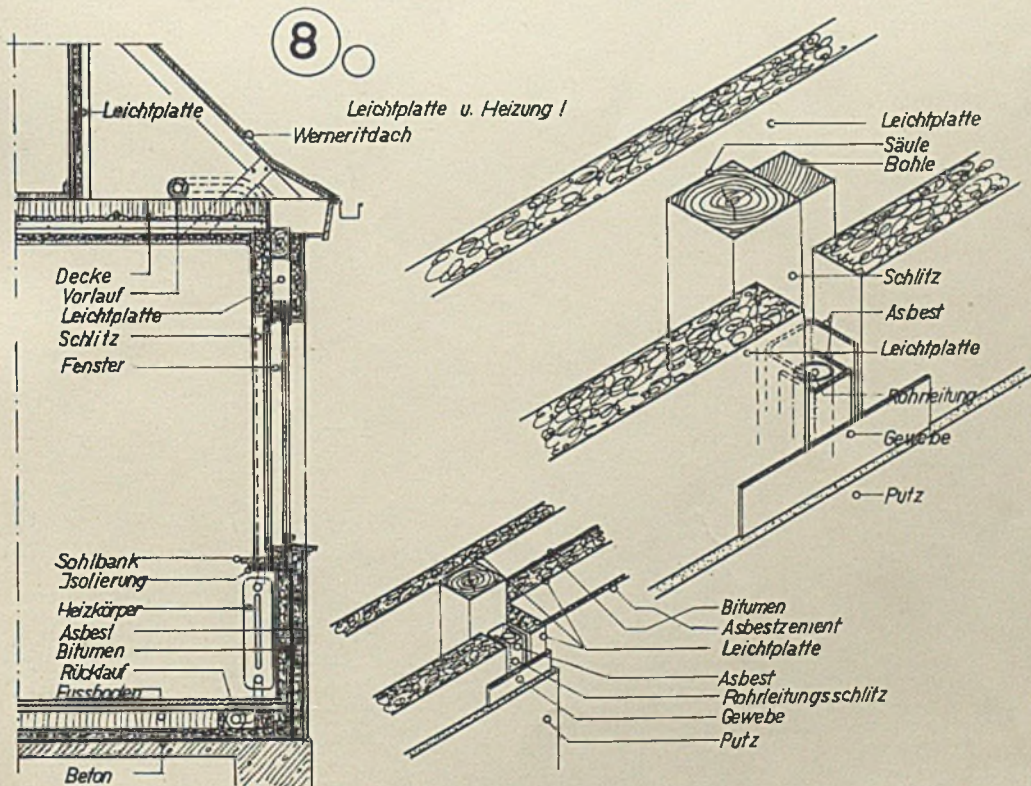 8
Leichtplatte
Leichtplatte u. Heizung !
Werneritdach
Decke
Vorlauf
Leichtplatte
Schlitz
Fenster
Sohlbank
Jsolierung
Heizkörper
Asbest
Bitumen
Rücklauf
Fussboden
Beton
Leichtplatte
Säule
Bohle
Schlitz
Asbest
Leichtplatte
Rohrleitung
Gewebe
Putz
Bitumen
Asbestzement
Leichtplatte
Asbest
Rohrleitungsschlitz
Gewebe
Putz